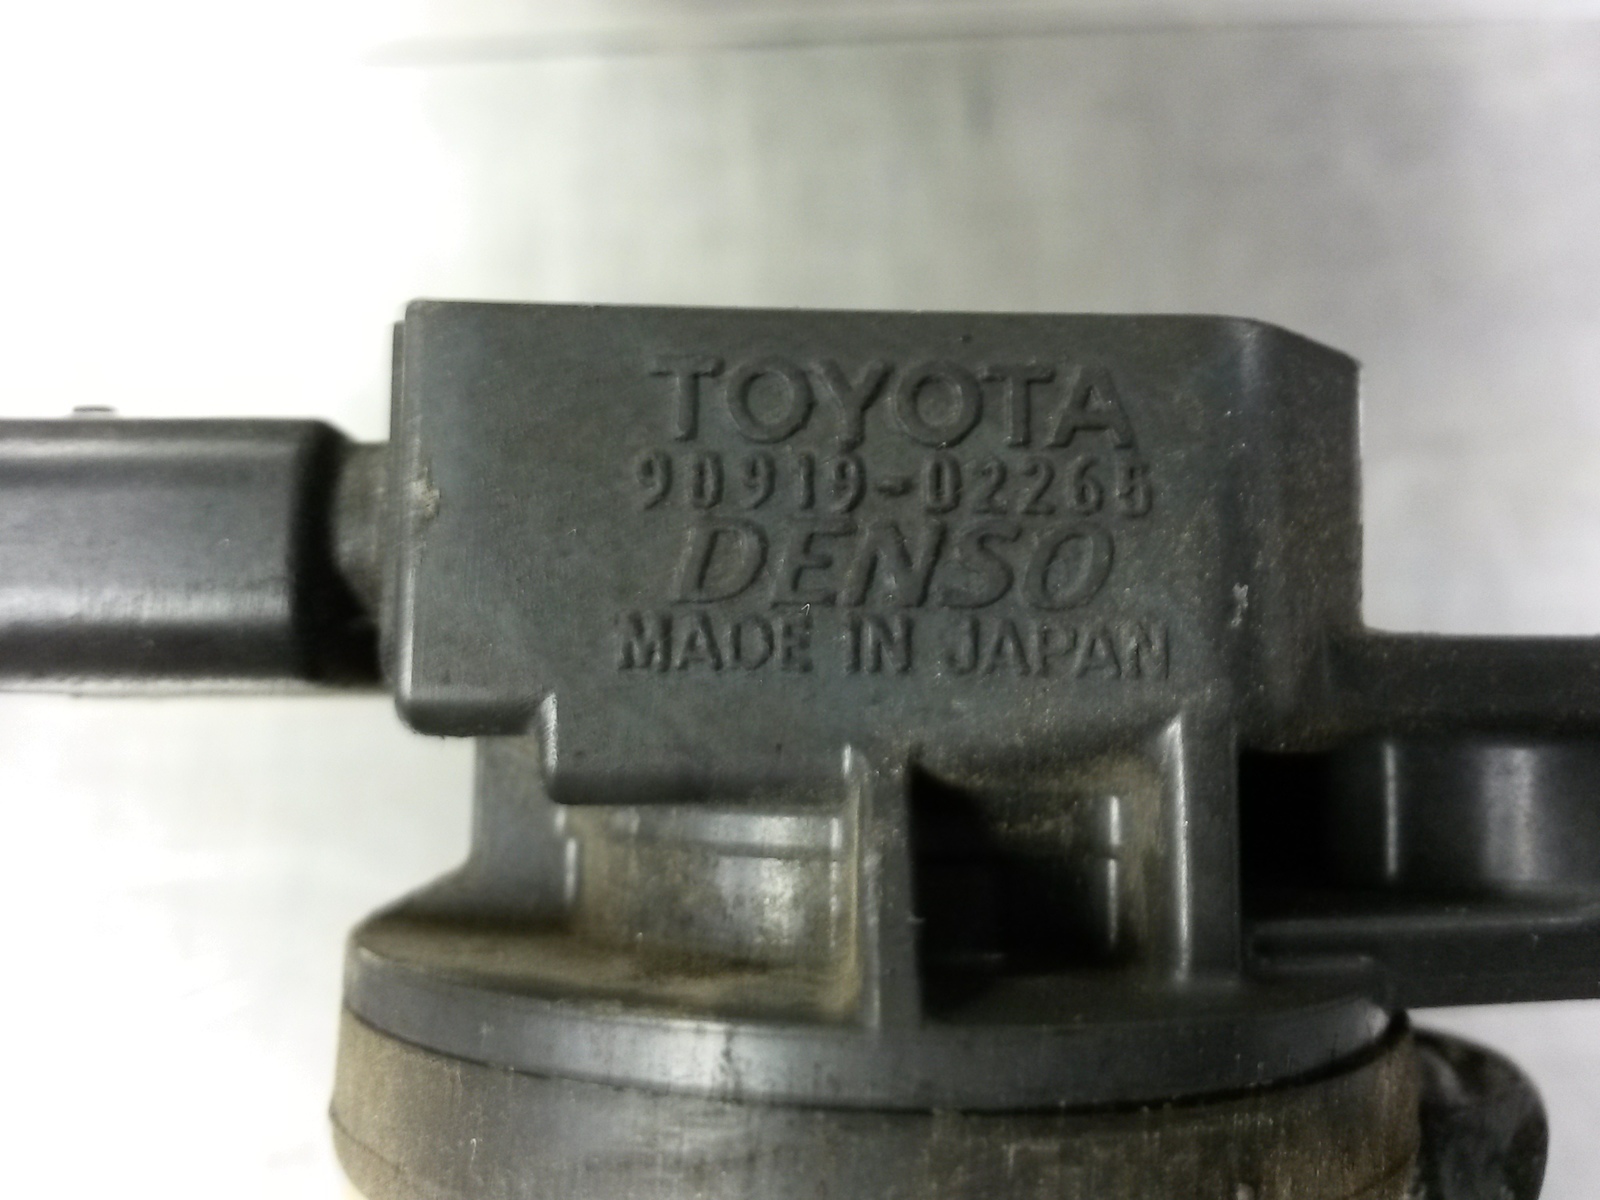 TOYOTA
90919-02265
DENSO
MADE IN JAPAN